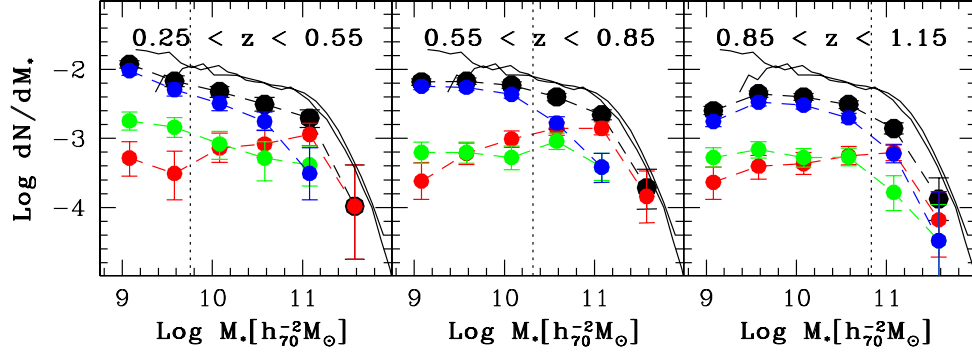 0.25 < z < 0.55
0.55 < z < 0.85
0.85 < z < 1.15
Log dN/dM*
−2
−3
−4
9 10 11
9 10 11
9 10 11
Log M*[h70−2M⊙]
Log M*[h70−2M⊙]
Log M*[h70−2M⊙]